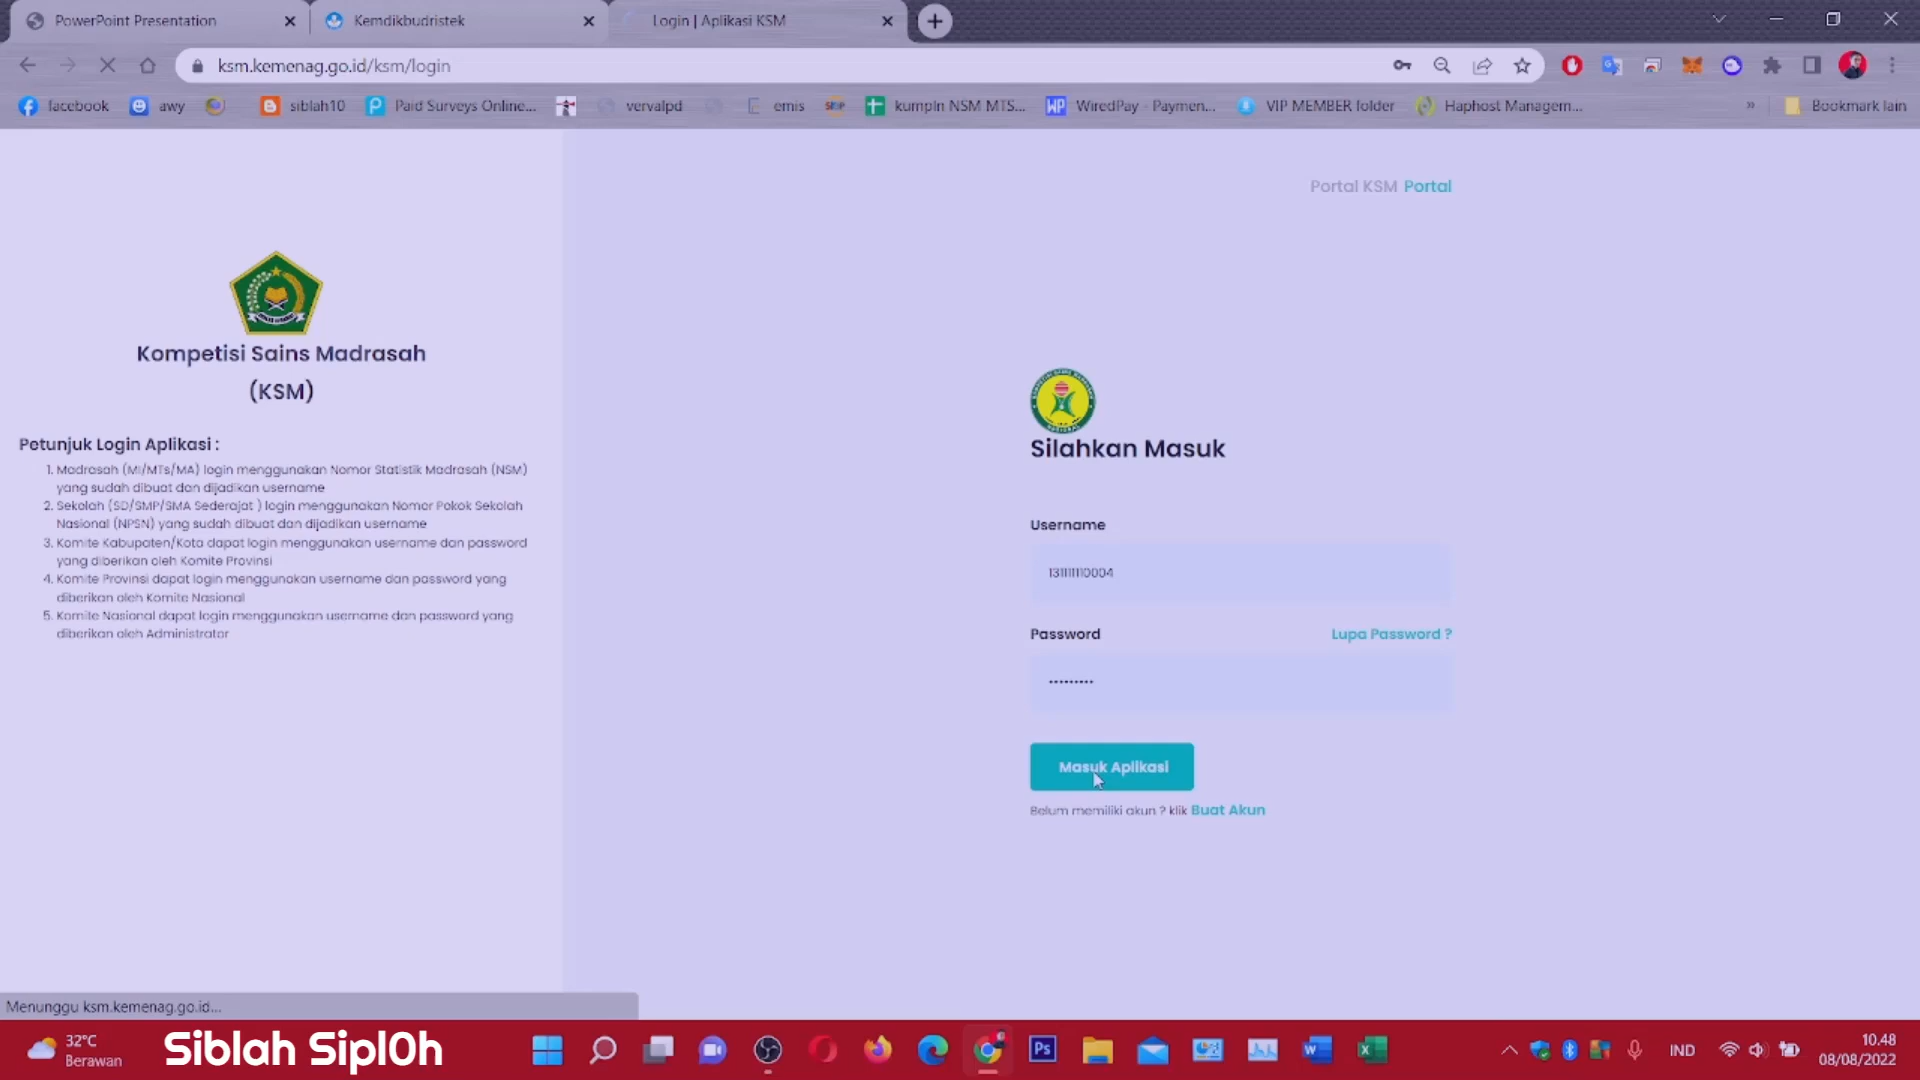 PowerPoint Presentation
Kemdikbudristek
Login | Aplikasi KSM
ksm.kemenag.go.id/ksm/login
facebook
awy
siblah10
Paid Surveys Online...
vervalpd
emis
kumpln NSM MTS...
WiredPay - Paymen...
VIP MEMBER folder
Haphost Managem...
»
Bookmark lain
Portal KSM Portal
Kompetisi Sains Madrasah
(KSM)
Petunjuk Login Aplikasi :
1. Madrasah (MI/MTs/MA) login menggunakan Nomor Statistik Madrasah (NSM)
yang sudah dibuat dan dijadikan username
2. Sekolah (SD/SMP/SMA Sederajat ) login menggunakan Nomor Pokok Sekolah
Nasional (NPSN) yang sudah dibuat dan dijadikan username
3. Komite Kabupaten/Kota dapat login menggunakan username dan password
yang diberikan oleh Komite Provinsi
4. Komite Provinsi dapat login menggunakan username dan password yang
diberikan oleh Komite Nasional
5. Komite Nasional dapat login menggunakan username dan password yang
diberikan oleh Administrator
Silahkan Masuk
Username
131111110004
Password
Lupa Password ?
•••••••••
Masuk Aplikasi
Belum memiliki akun ? klik Buat Akun
Menunggu ksm.kemenag.go.id...
32°C
Berawan
Siblah Sipl0h
Ps
IND
10.48
08/08/2022